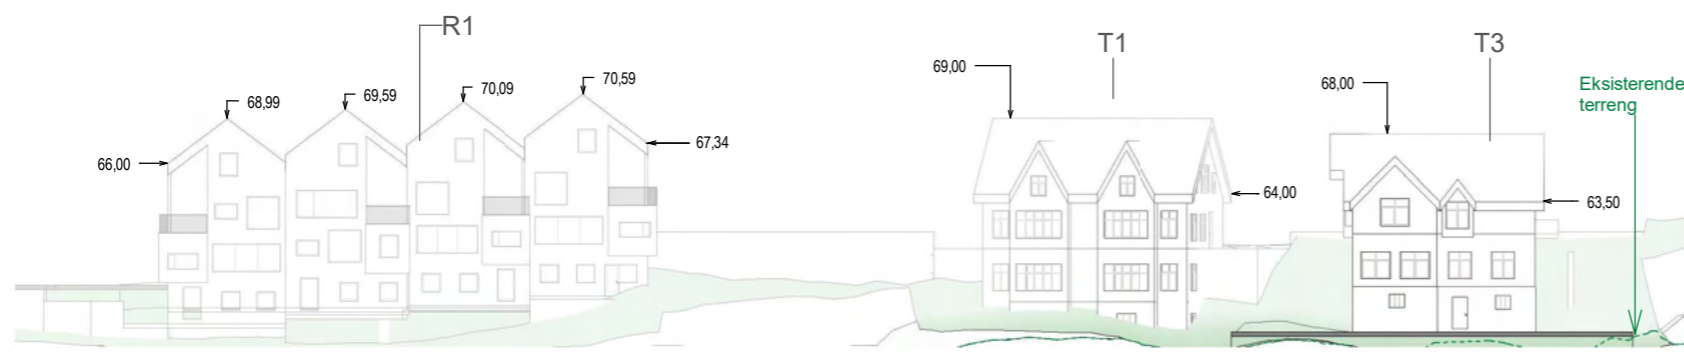 R1
T1
T3
68,99
69,59
70,09
70,59
66,00
67,34
69,00
64,00
68,00
63,50
Eksisterende
terreng